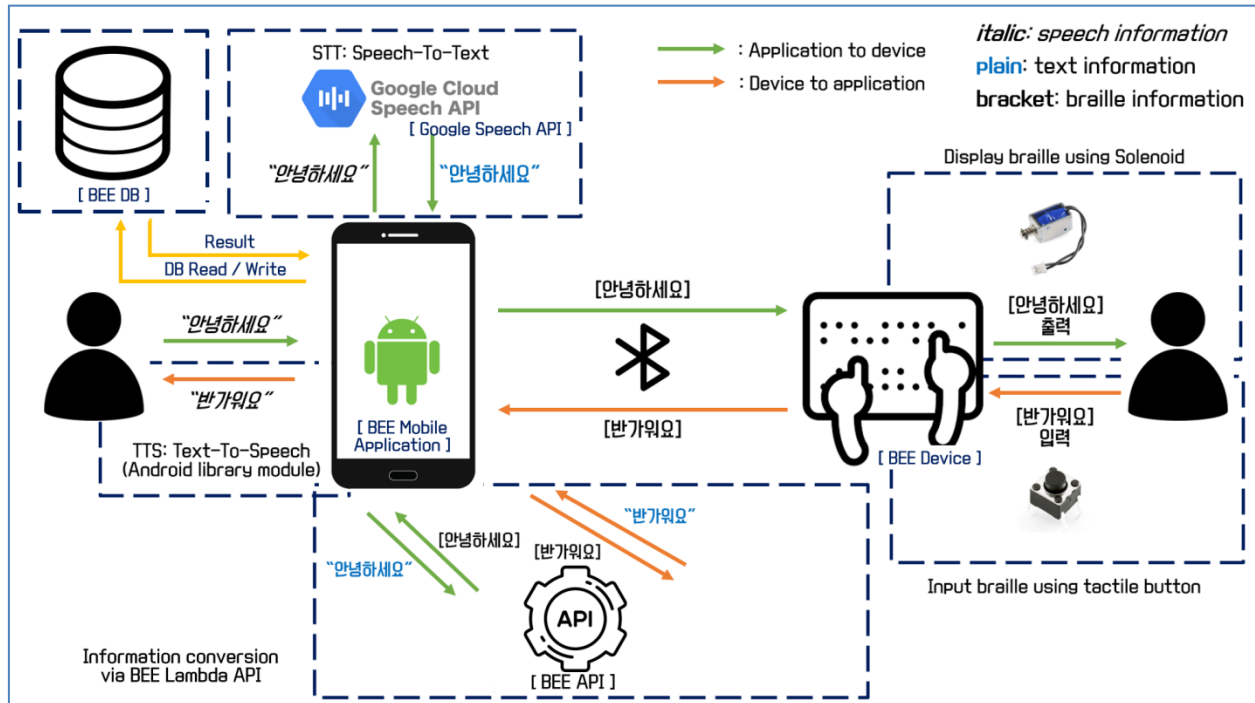 STT: Speech-To-Text
Google Cloud
Speech API
[ Google Speech API ]
“안녕하세요”
“안녕하세요”
: Application to device
: Device to application
italic: speech information
plain: text information
bracket: braille information
[ BEE DB ]
Result
DB Read / Write
“안녕하세요”
“반가워요”
TTS: Text-To-Speech
(Android library module)
[ BEE Mobile
Application ]
[안녕하세요]
[반가워요]
Display braille using Solenoid
[안녕하세요]
출력
[반가워요]
입력
[ BEE Device ]
Input braille using tactile button
“안녕하세요”
[안녕하세요]
[반가워요]
“반가워요”
API
[ BEE API ]
Information conversion
via BEE Lambda API